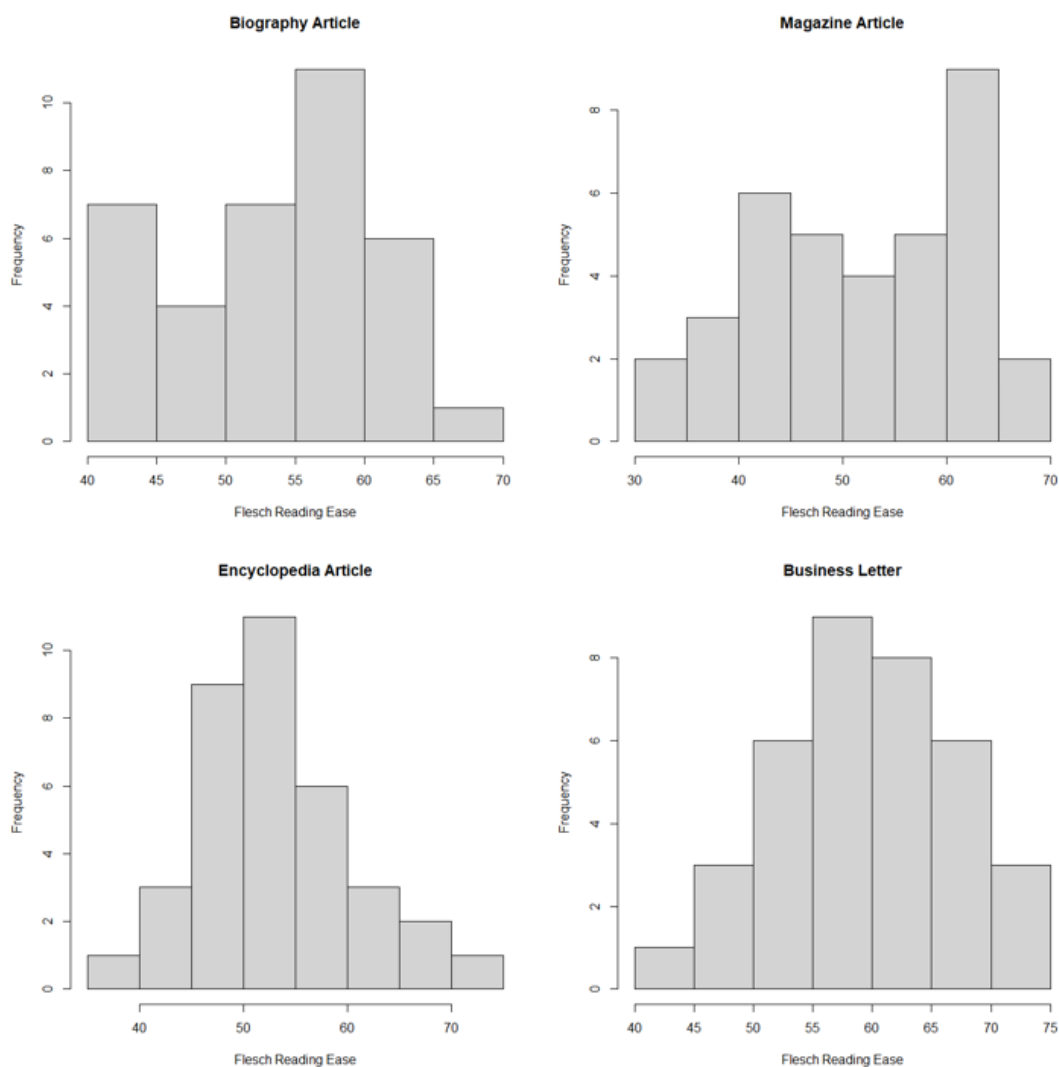 Biography Article
Frequency
0
2
4
6
8
10
40 45 50 55 60 65 70
Flesch Reading Ease
Magazine Article
Frequency
0
2
4
6
8
30 40 50 60 70
Flesch Reading Ease
Encyclopedia Article
Frequency
0
2
4
6
8
10
40 50 60 70
Flesch Reading Ease
Business Letter
Frequency
0
2
4
6
8
40 45 50 55 60 65 70 75
Flesch Reading Ease